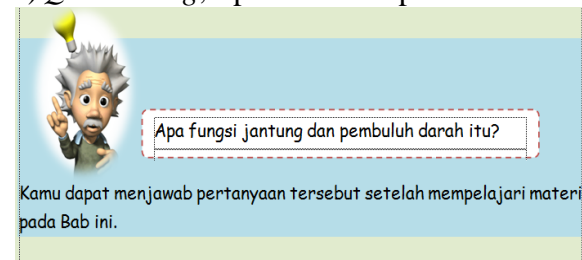 Apa fungsi jantung dan pembuluh darah itu?
Kamu dapat menjawab pertanyaan tersebut setelah mempelajari materi
pada Bab ini.